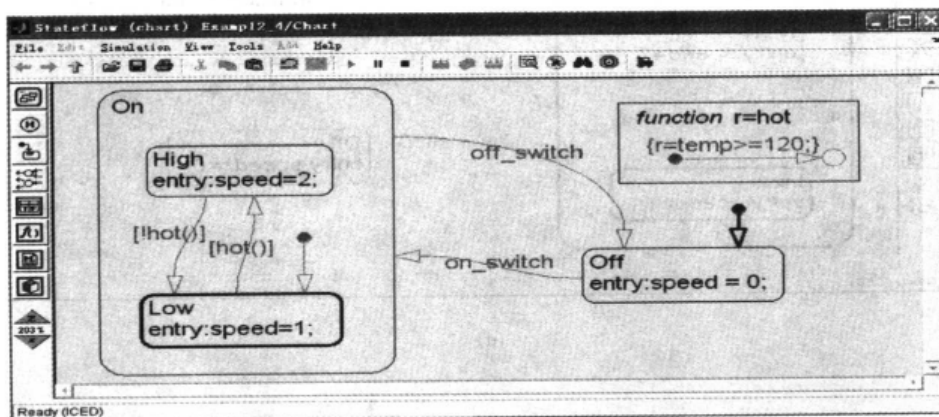 Stateflow (chart) Exampl2_4/Chart
File Edit Simulation View Tools Add Help
On
High
entry:speed=2;
[!hot()]
[hot()]
Low
entry:speed=1;
off_switch
on_switch
function r=hot
{r=temp>=120;}
Off
entry:speed = 0;
203%
Ready (ICED)